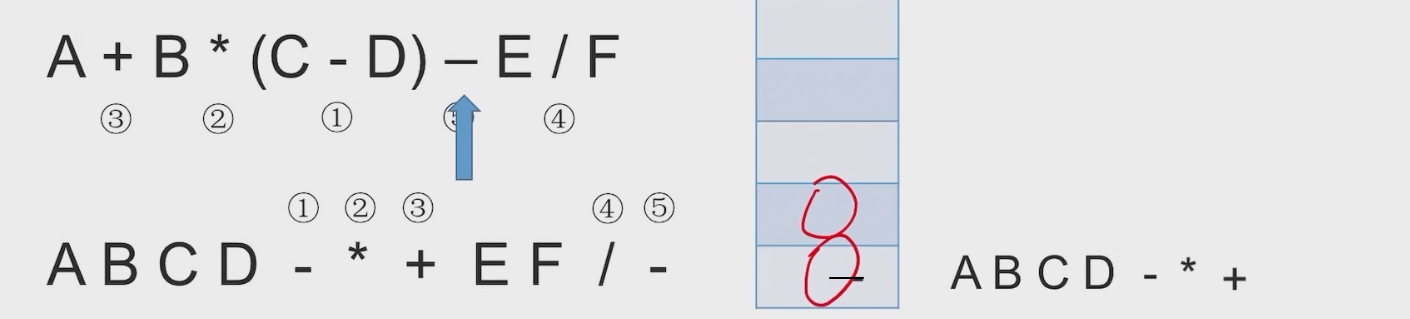 A + B * (C - D) – E / F
③ ② ① ⑤ ④
① ② ③ ④ ⑤
A B C D - * + E F / -
–
A B C D - * +